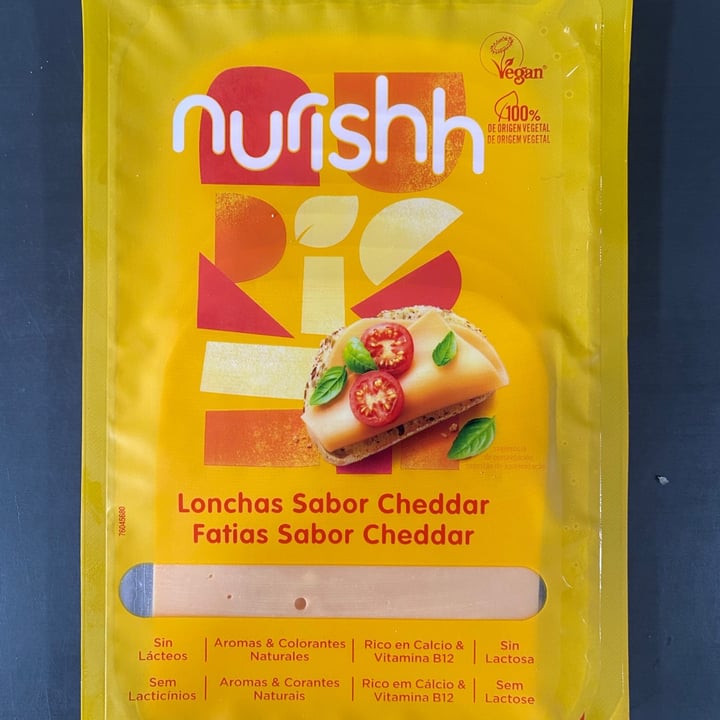 Vegan
nurishh
100%
DE ORIGEN VEGETAL
DE ORIGEM VEGETAL
Lonchas Sabor Cheddar
Fatias Sabor Cheddar
76045680
Sin Lácteos
Aromas & Colorantes Naturales
Rico en Calcio & Vitamina B12
Sin Lactosa
Sem Lacticínios
Aromas & Corantes Naturais
Rico em Cálcio & Vitamina B12
Sem Lactose